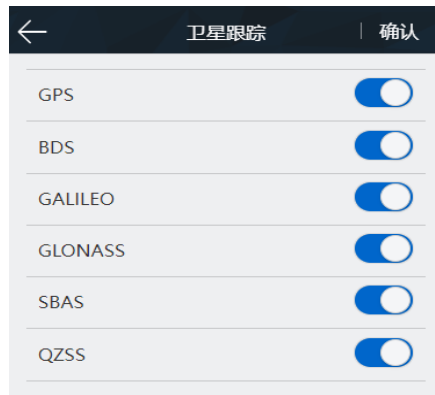 卫星跟踪 | 确认
GPS
BDS
GALILEO
GLONASS
SBAS
QZSS